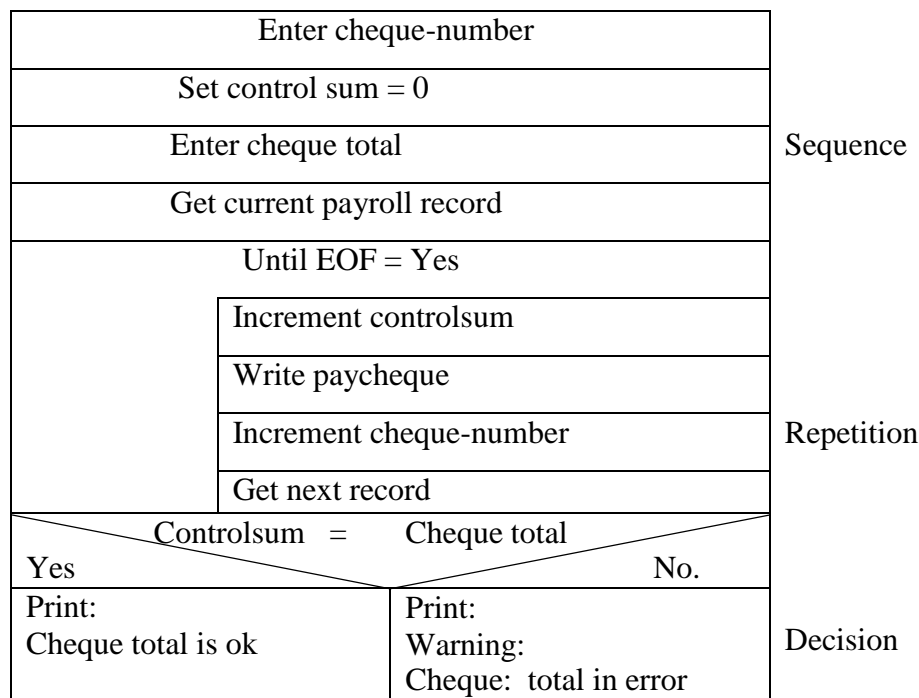 Enter cheque-number
Set control sum = 0
Enter cheque total
Sequence
Get current payroll record
Until EOF = Yes
Increment controlsum
Write paycheque
Increment cheque-number
Repetition
Get next record
Controlsum = Cheque total
Yes No.
Print:
Cheque total is ok
Print:
Warning:
Cheque: total in error
Decision